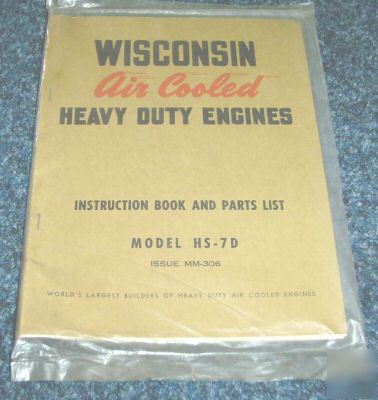 WISCONSIN
Air Cooled
HEAVY DUTY ENGINES
INSTRUCTION BOOK AND PARTS LIST
MODEL HS-7D
ISSUE MM-306
WORLD'S LARGEST BUILDERS OF HEAVY DUTY AIR COOLED ENGINES